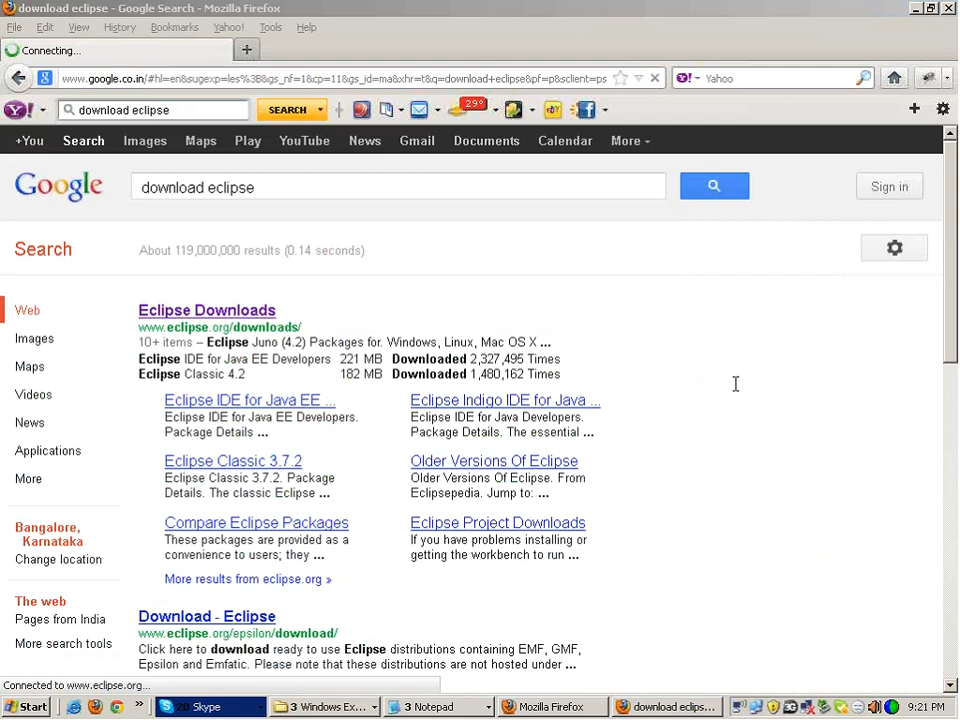 download eclipse - Google Search - Mozilla Firefox
File Edit View History Bookmarks Yahoo! Tools Help
Connecting...
www.google.co.in/#hl=en&sugexp=les%3B&gs_nf=1&cp=11&gs_id=ma&xhr=t&q=download+eclipse&pf=p&sclient=ps
Y! Yahoo
Y! download eclipse SEARCH 29°
+You Search Images Maps Play YouTube News Gmail Documents Calendar More
Google download eclipse Sign in
Search About 119,000,000 results (0.14 seconds)
Web
Images
Maps
Videos
News
Applications
More
Bangalore,
Karnataka
Change location
The web
Pages from India
More search tools
Eclipse Downloads
www.eclipse.org/downloads/
10+ items – Eclipse Juno (4.2) Packages for. Windows, Linux, Mac OS X ...
Eclipse IDE for Java EE Developers 221 MB Downloaded 2,327,495 Times
Eclipse Classic 4.2 182 MB Downloaded 1,480,162 Times
Eclipse IDE for Java EE ...
Eclipse IDE for Java EE Developers.
Package Details ...
Eclipse Indigo IDE for Java ...
Eclipse IDE for Java Developers.
Package Details. The essential ...
Eclipse Classic 3.7.2
Eclipse Classic 3.7.2. Package
Details. The classic Eclipse ...
Older Versions Of Eclipse
Older Versions Of Eclipse. From
Eclipsepedia. Jump to: ...
Compare Eclipse Packages
These packages are provided as a
convenience to users; they ...
Eclipse Project Downloads
If you have problems installing or
getting the workbench to run ...
More results from eclipse.org »
Download - Eclipse
www.eclipse.org/epsilon/download/
Click here to download ready to use Eclipse distributions containing EMF, GMF,
Epsilon and Emfatic. Please note that these distributions are not hosted under ...
Connected to www.eclipse.org...
Start » 20 Skype 3 Windows Ex... 3 Notepad Mozilla Firefox download eclips... 9:21 PM